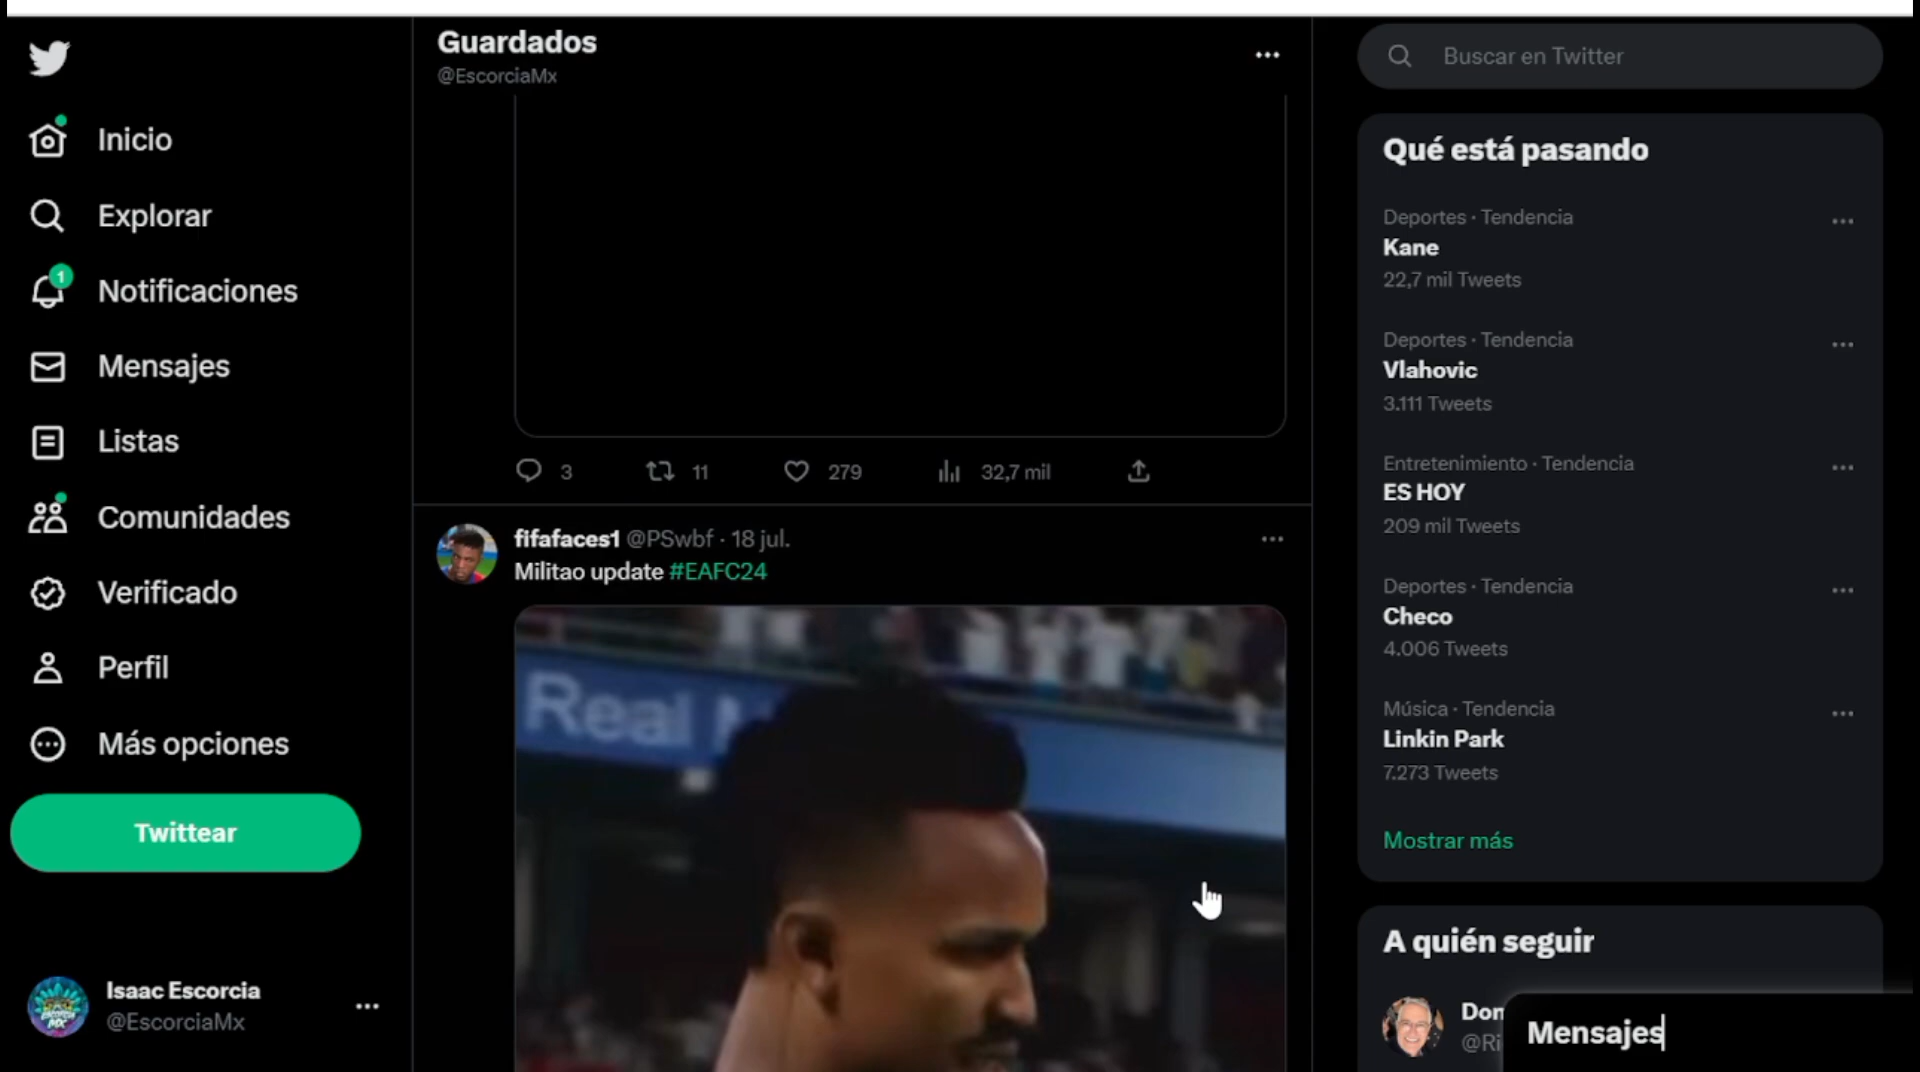 Inicio
Explorar
1
Notificaciones
Mensajes
Listas
Comunidades
Verificado
Perfil
Más opciones
Twittear
Isaac Escorcia
@EscorciaMx
Guardados
@EscorciaMx
3 11 279 32,7 mil
fifafaces1 @PSwbf · 18 jul.
Militao update #EAFC24
Real
Buscar en Twitter
Qué está pasando
Deportes · Tendencia
Kane
22,7 mil Tweets
Deportes · Tendencia
Vlahovic
3.111 Tweets
Entretenimiento · Tendencia
ES HOY
209 mil Tweets
Deportes · Tendencia
Checo
4.006 Tweets
Música · Tendencia
Linkin Park
7.273 Tweets
Mostrar más
A quién seguir
Don
@Ri
Mensajes